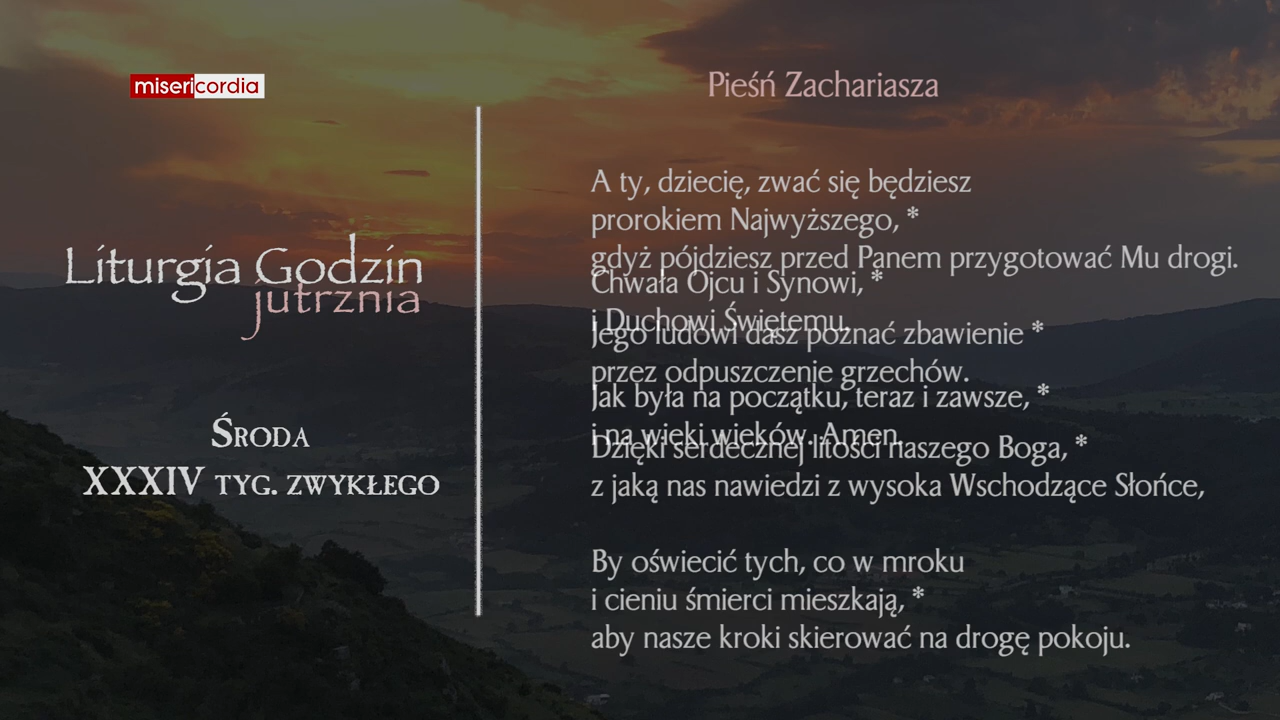 misericordia
Liturgia Godzin
jutrznia
Środa
XXXIV tyg. zwykłego
Pieśń Zachariasza
A ty, dziecię, zwać się będziesz
prorokiem Najwyższego, *
gdyż pójdziesz przed Panem przygotować Mu drogi.
Chwała Ojcu i Synowi, *
i Duchowi Świętemu.
Jego ludowi dasz poznać zbawienie *
przez odpuszczenie grzechów.
Jak była na początku, teraz i zawsze, *
i na wieki wieków. Amen.
Dzięki serdecznej litości naszego Boga, *
z jaką nas nawiedzi z wysoka Wschodzące Słońce,
By oświecić tych, co w mroku
i cieniu śmierci mieszkają, *
aby nasze kroki skierować na drogę pokoju.